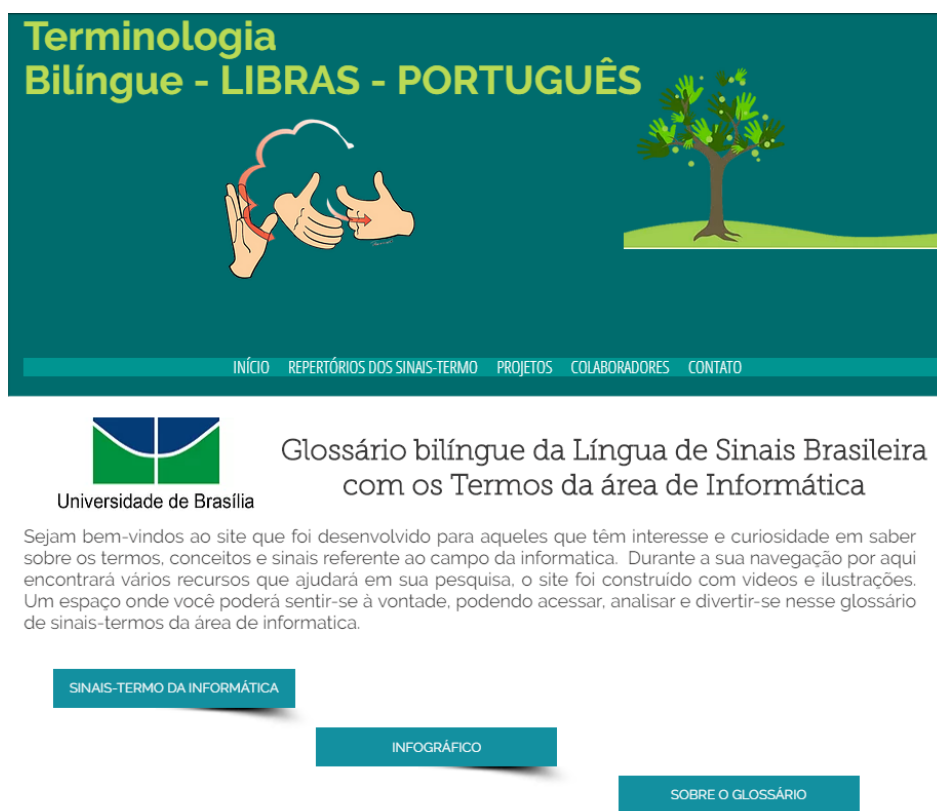 Terminologia
Bilíngue - LIBRAS - PORTUGUÊS
INÍCIO REPERTÓRIOS DOS SINAIS-TERMO PROJETOS COLABORADORES CONTATO
Universidade de Brasília
Glossário bilíngue da Língua de Sinais Brasileira
com os Termos da área de Informática
Sejam bem-vindos ao site que foi desenvolvido para aqueles que têm interesse e curiosidade em saber
sobre os termos, conceitos e sinais referente ao campo da informatica. Durante a sua navegação por aqui
encontrará vários recursos que ajudará em sua pesquisa, o site foi construído com videos e ilustrações.
Um espaço onde você poderá sentir-se à vontade, podendo acessar, analisar e divertir-se nesse glossário
de sinais-termos da área de informatica.
SINAIS-TERMO DA INFORMÁTICA
INFOGRÁFICO
SOBRE O GLOSSÁRIO